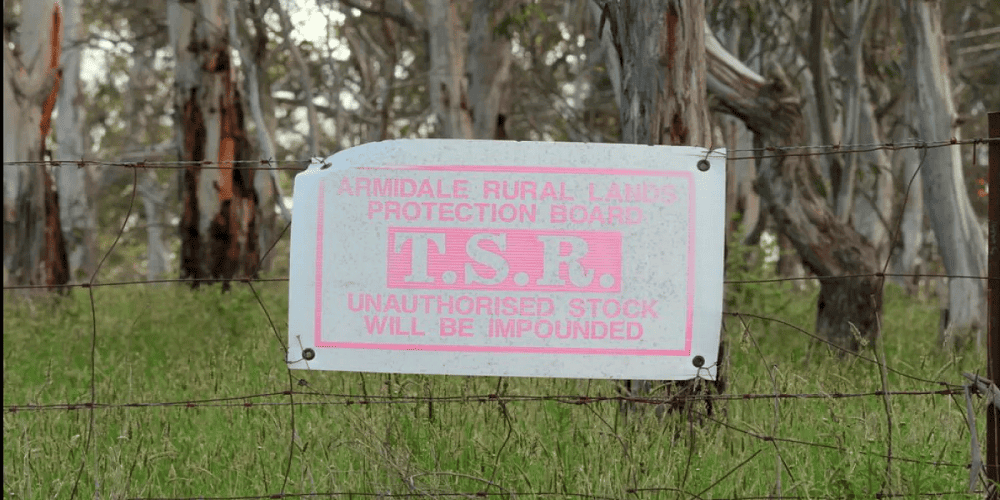 ARMIDALE RURAL LANDS
PROTECTION BOARD
T.S.R.
UNAUTHORISED STOCK
WILL BE IMPOUNDED